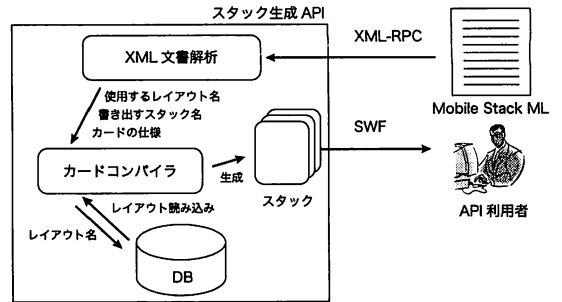 スタック生成 API
XML 文書解析
XML-RPC
Mobile Stack ML
使用するレイアウト名
書き出すスタック名
カードの仕様
カードコンパイラ
生成
スタック
SWF
API 利用者
レイアウト読み込み
レイアウト名
DB